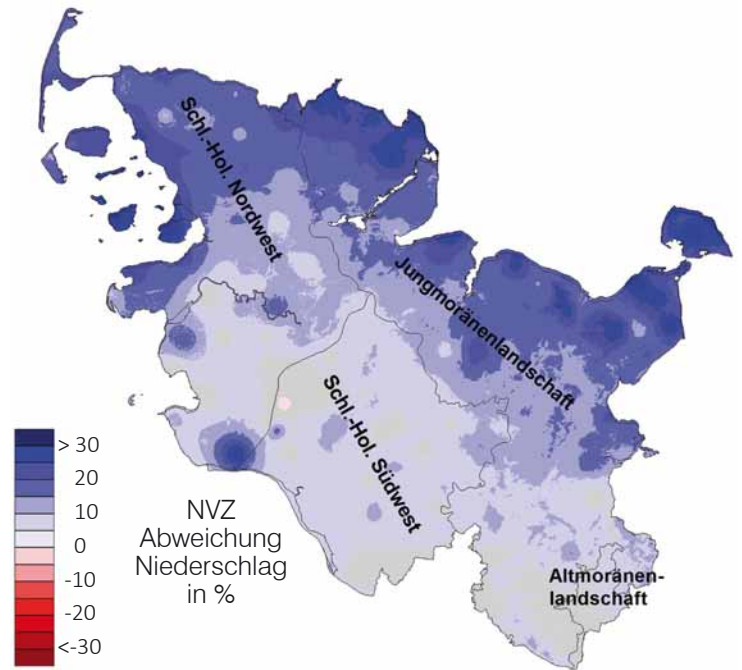 Schl.-Hol. Nordwest
Jungmoränenlandschaft
Schl.-Hol. Südwest
Altmoränen-
landschaft
NVZ
Abweichung
Niederschlag
in %
> 30
20
10
0
-10
-20
<-30